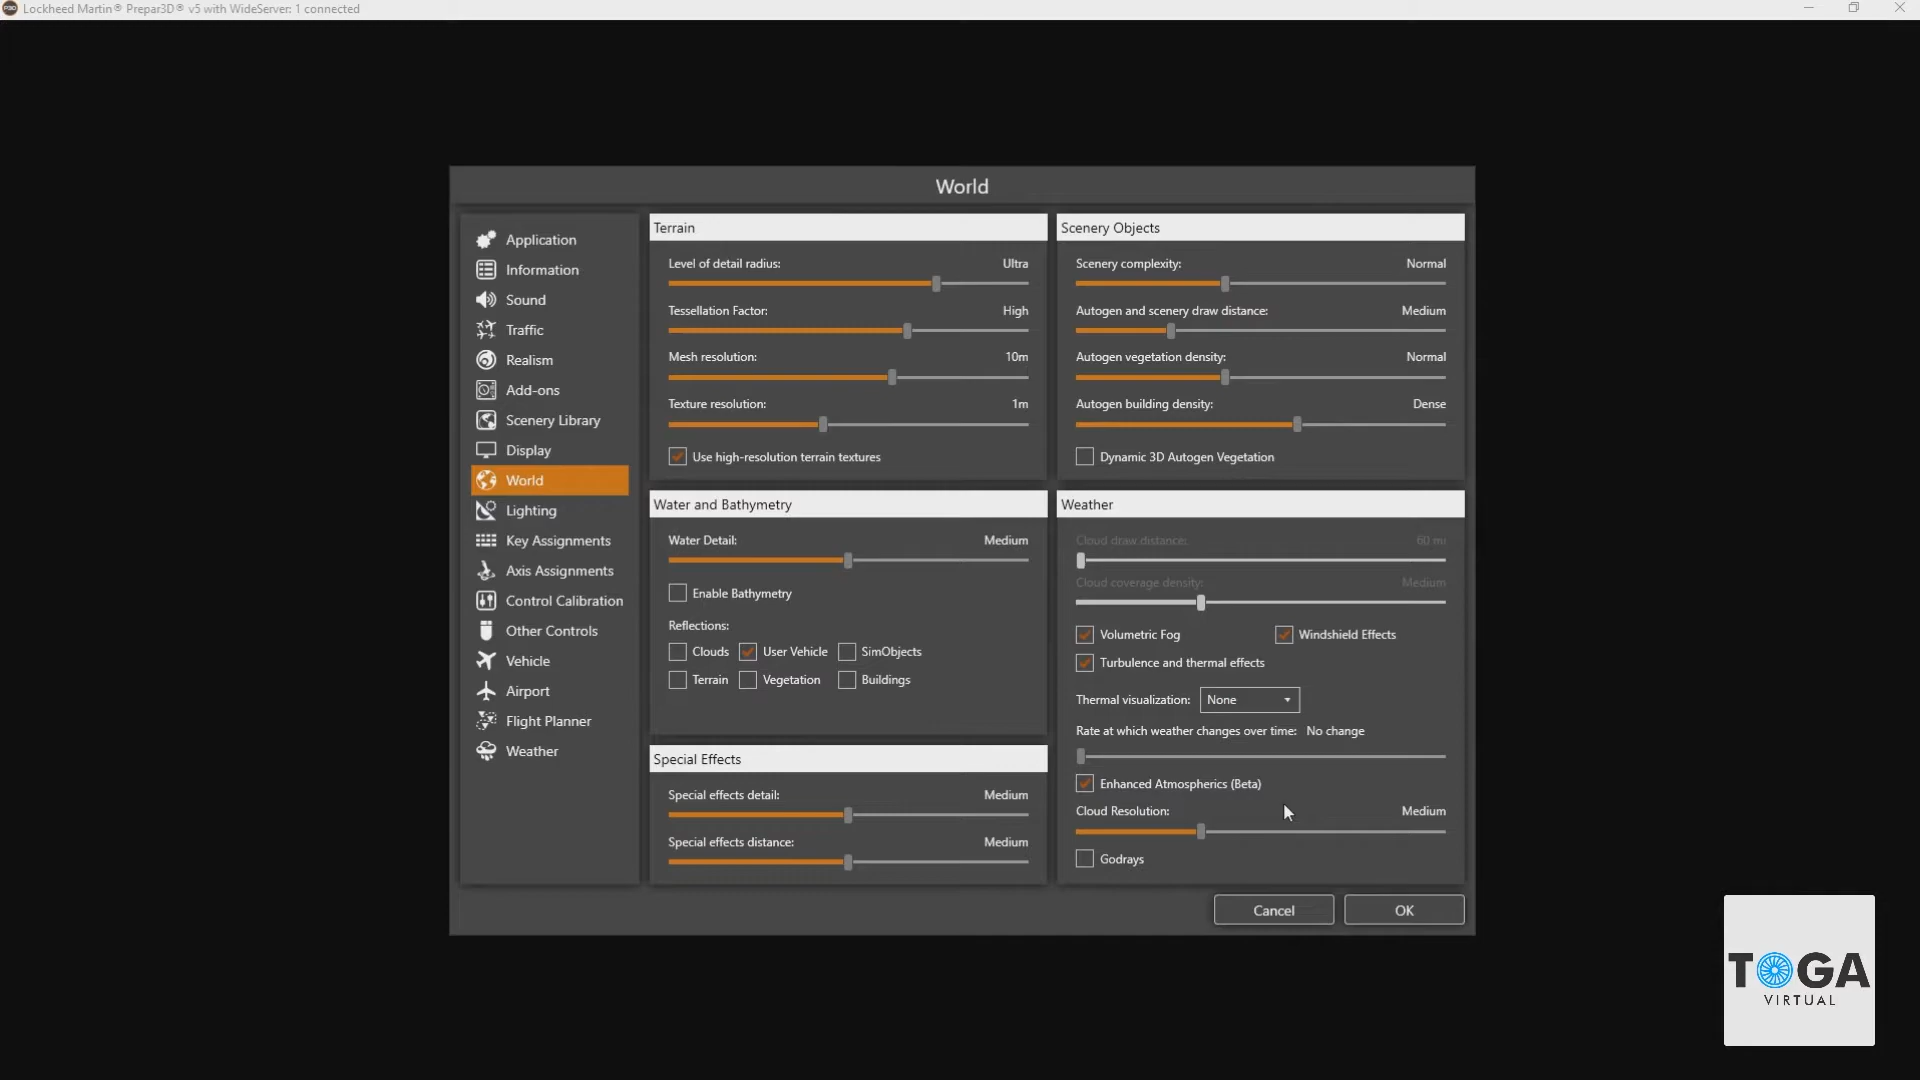 Lockheed Martin® Prepar3D® v5 with WideServer: 1 connected
World
Application
Information
Sound
Traffic
Realism
Add-ons
Scenery Library
Display
World
Lighting
Key Assignments
Axis Assignments
Control Calibration
Other Controls
Vehicle
Airport
Flight Planner
Weather
Terrain
Level of detail radius: Ultra
Tessellation Factor: High
Mesh resolution: 10m
Texture resolution: 1m
Use high-resolution terrain textures
Water and Bathymetry
Water Detail: Medium
Enable Bathymetry
Reflections:
Clouds User Vehicle SimObjects
Terrain Vegetation Buildings
Special Effects
Special effects detail: Medium
Special effects distance: Medium
Scenery Objects
Scenery complexity: Normal
Autogen and scenery draw distance: Medium
Autogen vegetation density: Normal
Autogen building density: Dense
Dynamic 3D Autogen Vegetation
Weather
Cloud draw distance: 60 mi
Cloud coverage density: Medium
Volumetric Fog Windshield Effects
Turbulence and thermal effects
Thermal visualization: None
Rate at which weather changes over time: No change
Enhanced Atmospherics (Beta)
Cloud Resolution: Medium
Godrays
Cancel OK
TOGA
VIRTUAL